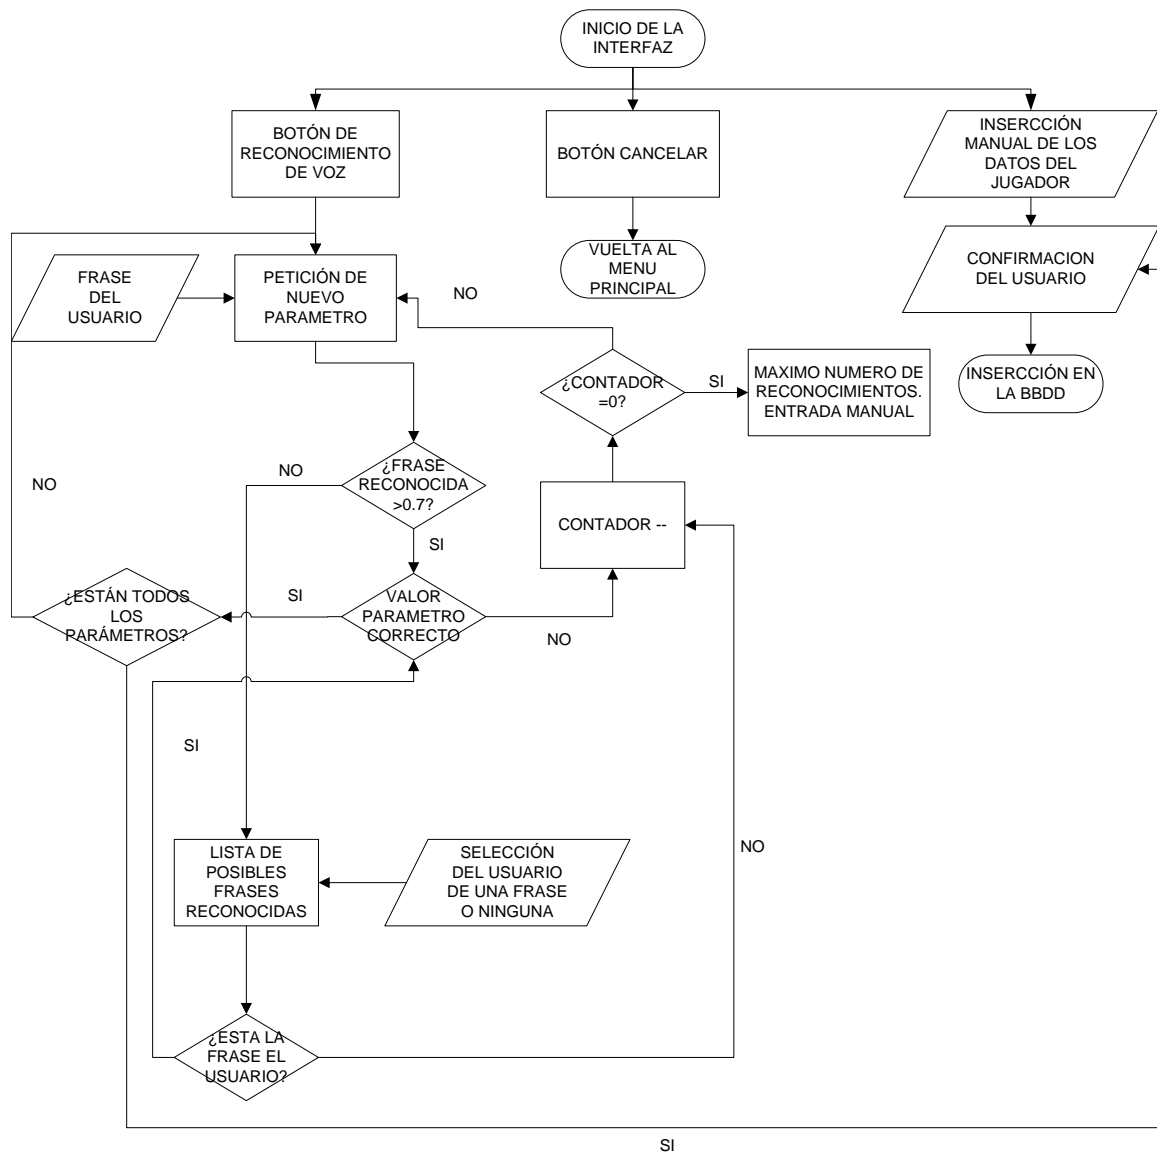 INICIO DE LA
INTERFAZ
BOTÓN DE
RECONOCIMIENTO
DE VOZ
BOTÓN CANCELAR
INSERCCIÓN
MANUAL DE LOS
DATOS DEL
JUGADOR
FRASE
DEL
USUARIO
PETICIÓN DE
NUEVO
PARAMETRO
NO
VUELTA AL
MENU
PRINCIPAL
CONFIRMACION
DEL USUARIO
¿CONTADOR
=0?
SI
MAXIMO NUMERO DE
RECONOCIMIENTOS.
ENTRADA MANUAL
INSERCCIÓN EN
LA BBDD
NO
NO
¿FRASE
RECONOCIDA
>0.7?
CONTADOR --
SI
¿ESTÁN TODOS
LOS
PARÁMETROS?
SI
VALOR
PARAMETRO
CORRECTO
NO
SI
LISTA DE
POSIBLES
FRASES
RECONOCIDAS
SELECCIÓN
DEL USUARIO
DE UNA FRASE
O NINGUNA
NO
¿ESTA LA
FRASE EL
USUARIO?
SI